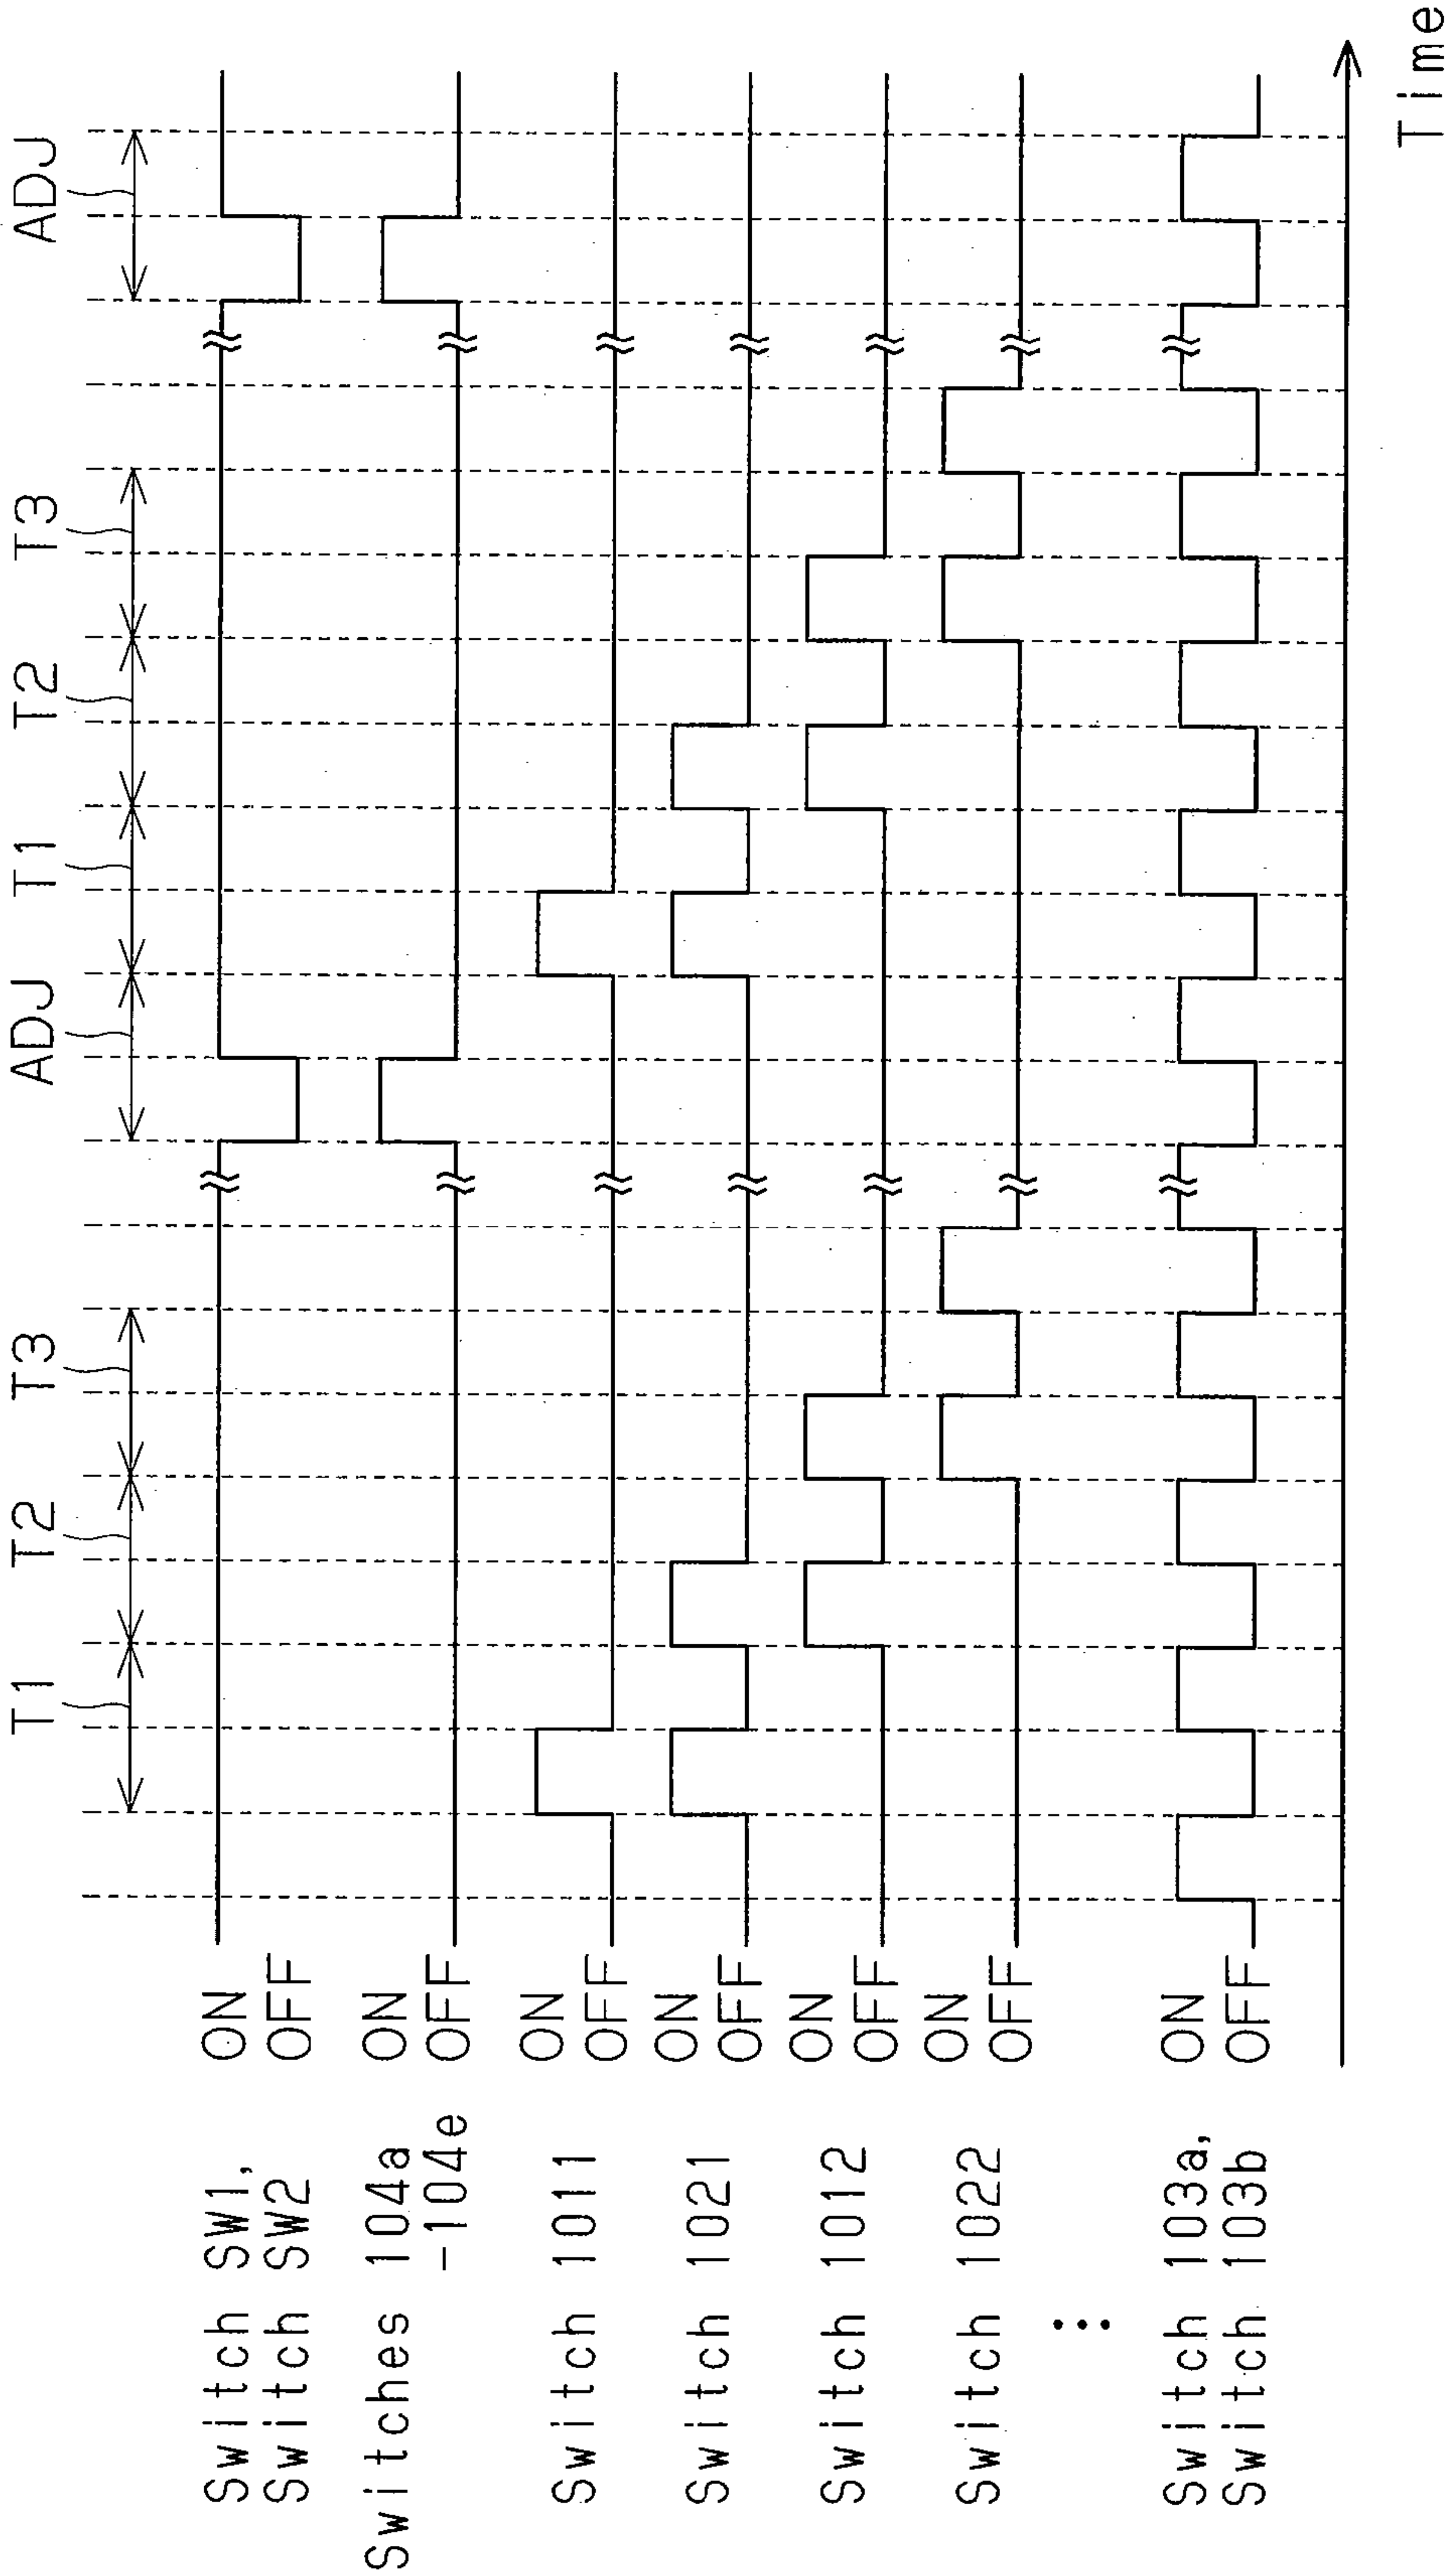 T1
T2
T3
ADJ
T1
T2
T3
ADJ
Switch SW1,
Switch SW2
ON
OFF
Switches 104a
-104e
ON
OFF
Switch 1011
ON
OFF
Switch 1021
ON
OFF
Switch 1012
ON
OFF
Switch 1022
ON
OFF
Switch 103a,
Switch 103b
ON
OFF
Time